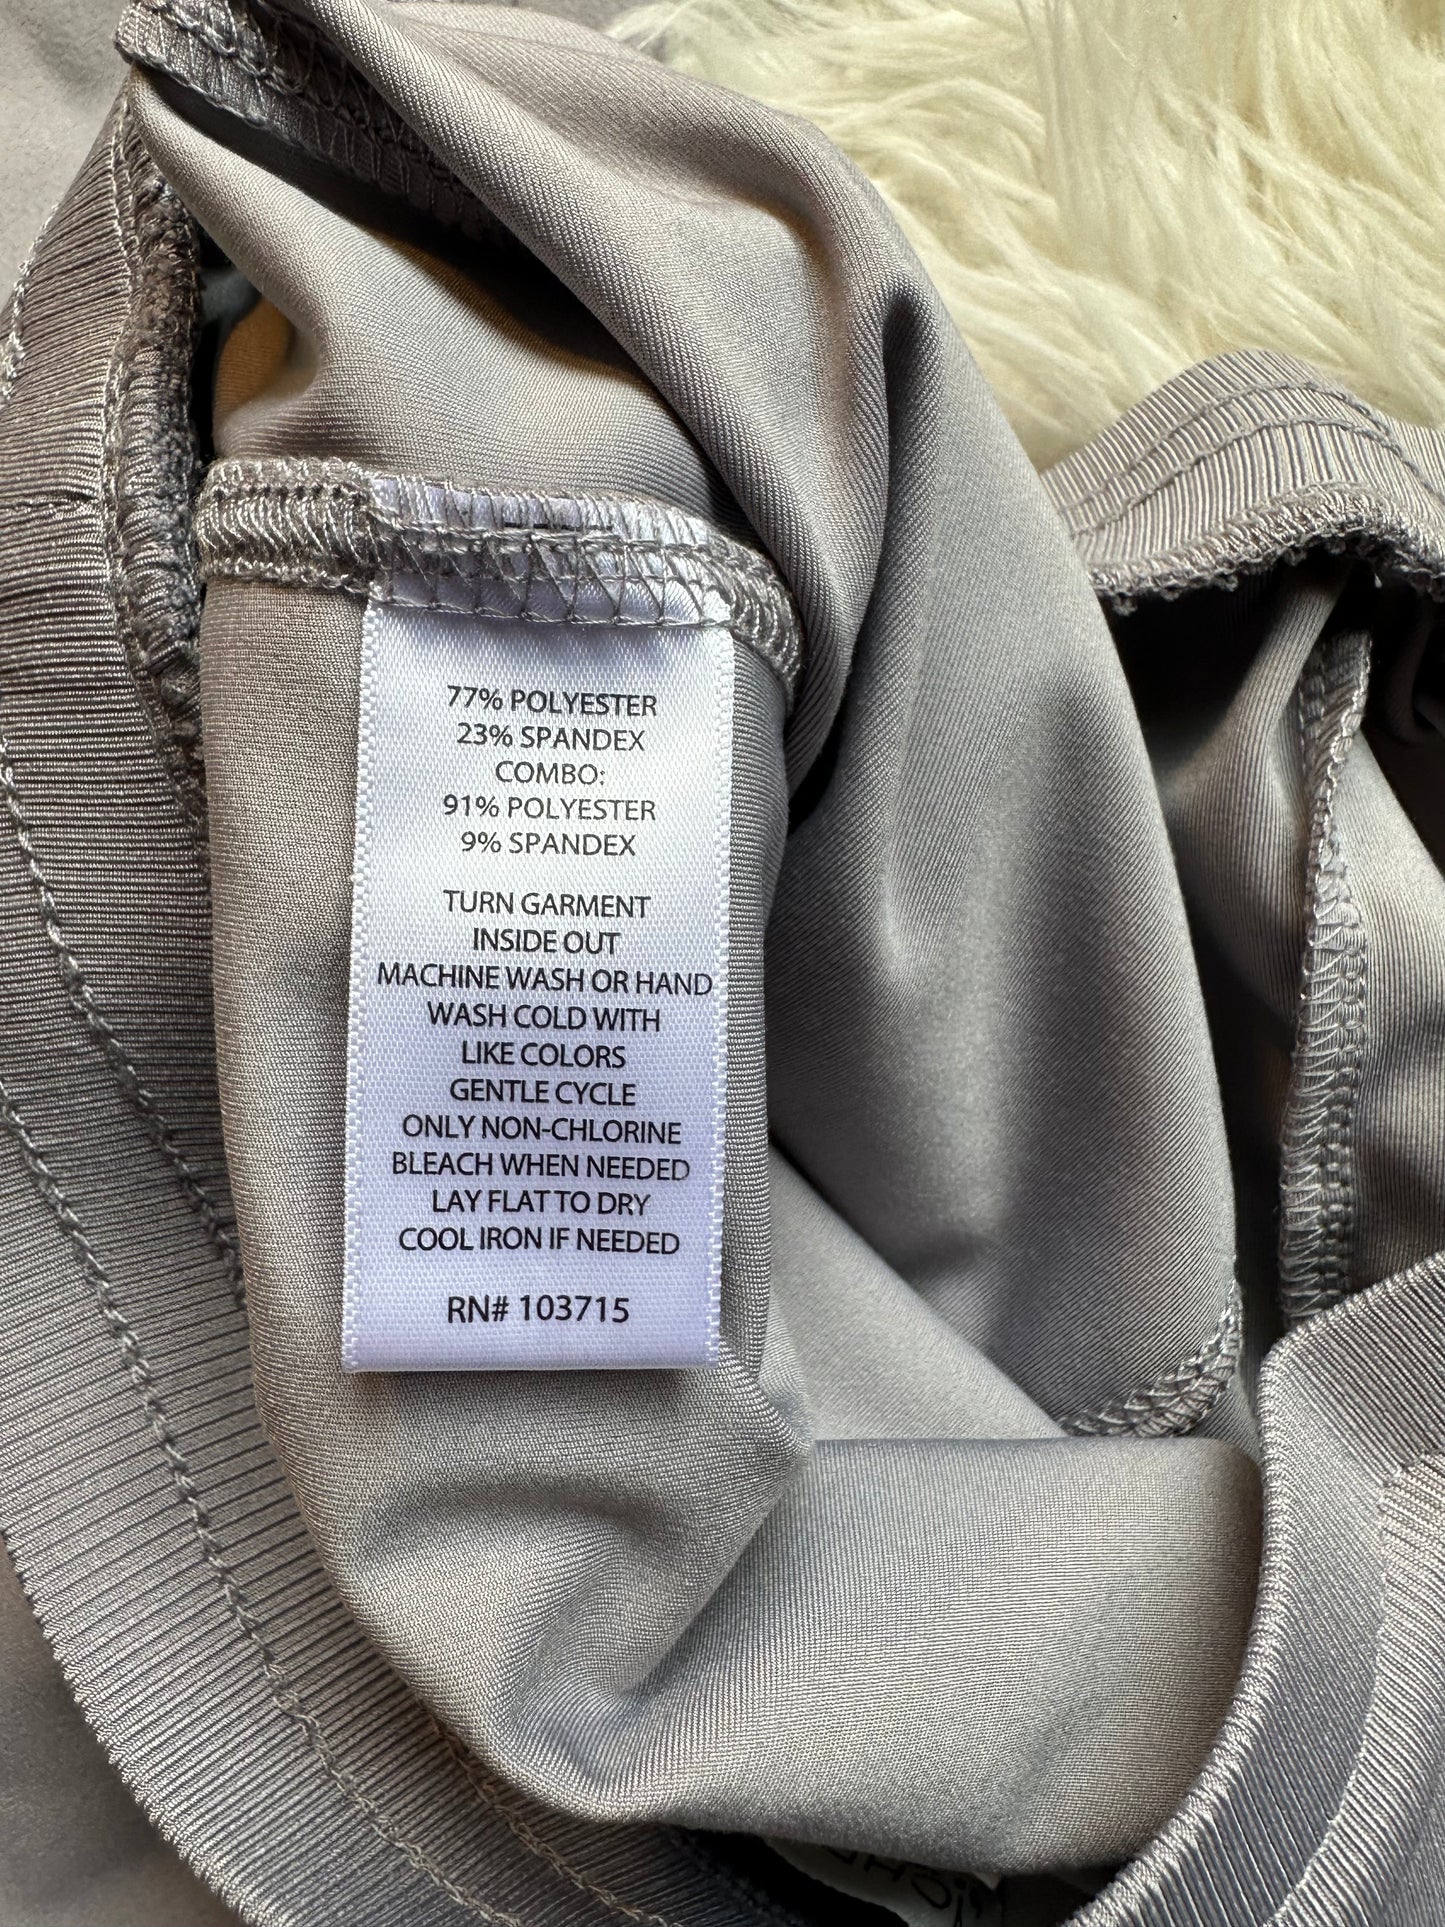 77% POLYESTER
23% SPANDEX
COMBO:
91% POLYESTER
9% SPANDEX
TURN GARMENT
INSIDE OUT
MACHINE WASH OR HAND
WASH COLD WITH
LIKE COLORS
GENTLE CYCLE
ONLY NON-CHLORINE
BLEACH WHEN NEEDED
LAY FLAT TO DRY
COOL IRON IF NEEDED
RN# 103715